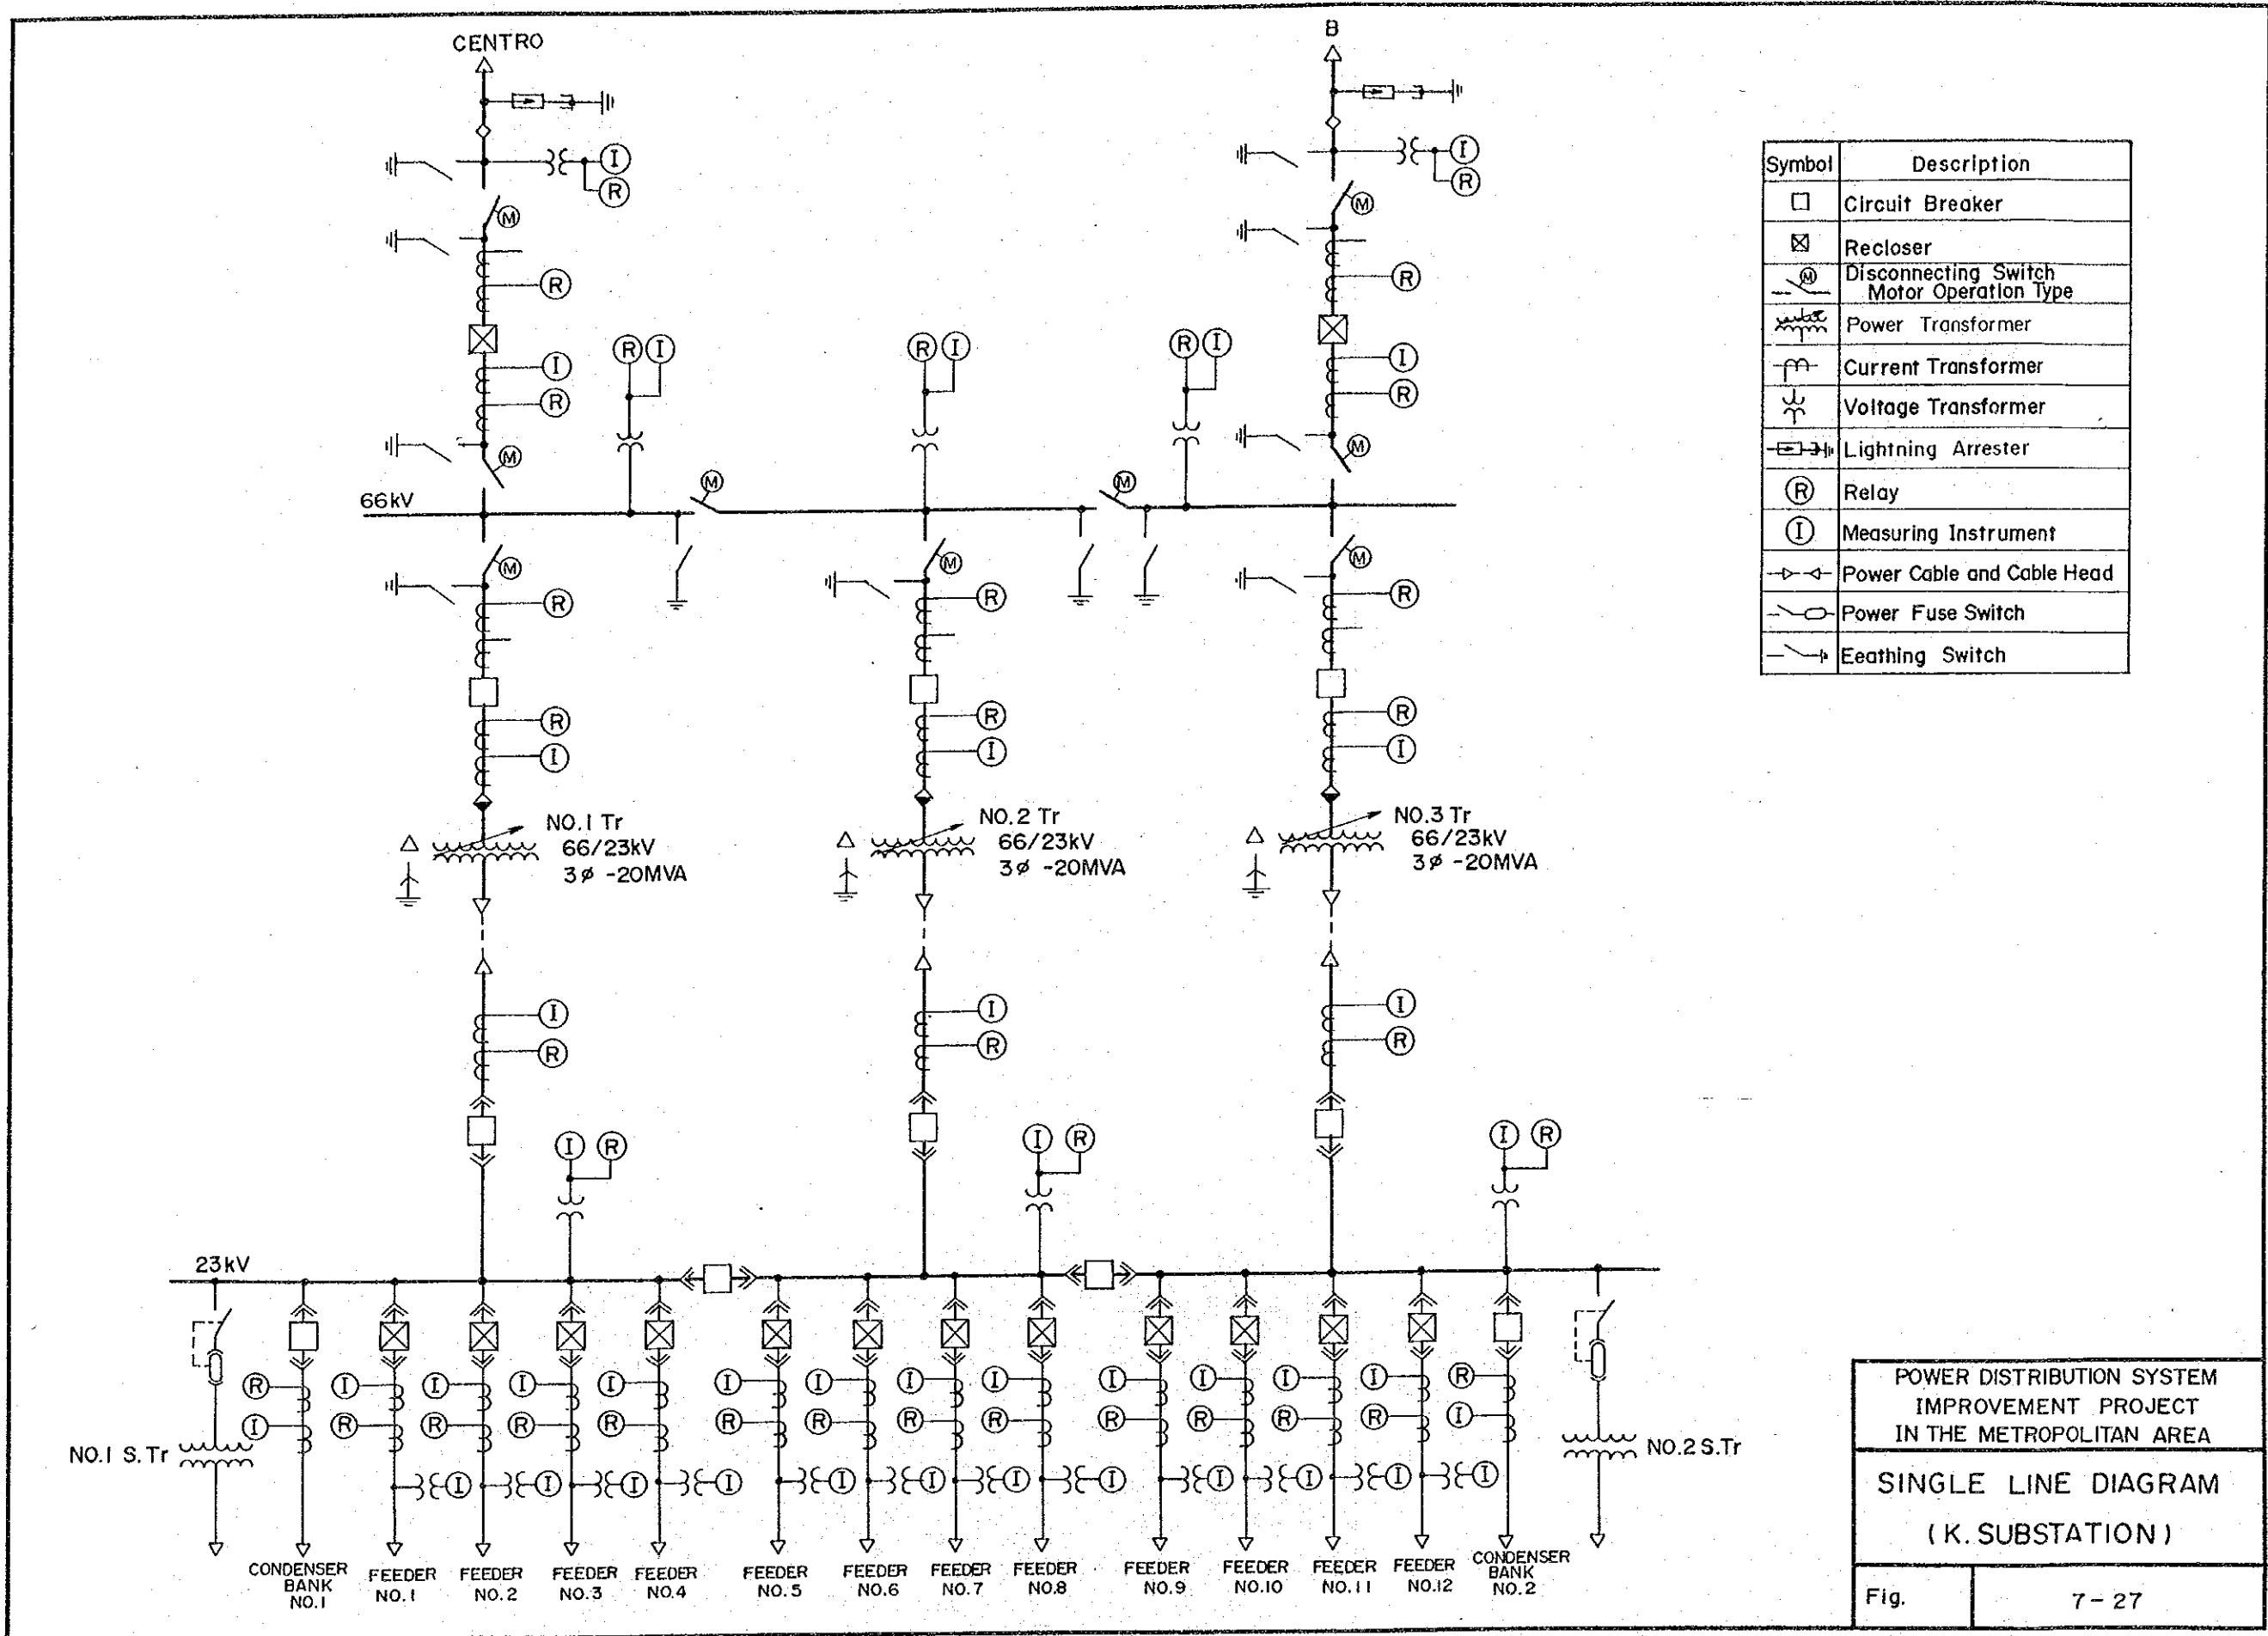 CENTRO
B
I
R
I
R
M
M
R
R
R I
R I
R I
I
I
R
R
M
M
M
M
66kV
M
M
M
R
R
R
R
R
R
I
I
I
NO.1 Tr
66/23kV
3ø -20MVA
NO.2 Tr
66/23kV
3ø -20MVA
NO.3 Tr
66/23kV
3ø -20MVA
I
I
I
R
R
R
I R
I R
I R
23kV
R I I I I I I I I I I I I R
I R R R R R R R R R R R R I
NO.1 S.Tr
NO.2 S.Tr
I I I I I I I I I I I I
CONDENSER
BANK
NO.1
FEEDER
NO.1
FEEDER
NO.2
FEEDER
NO.3
FEEDER
NO.4
FEEDER
NO.5
FEEDER
NO.6
FEEDER
NO.7
FEEDER
NO.8
FEEDER
NO.9
FEEDER
NO.10
FEEDER
NO.11
FEEDER
NO.12
CONDENSER
BANK
NO.2
Symbol Description
Circuit Breaker
Recloser
M Disconnecting Switch
Motor Operation Type
Power Transformer
Current Transformer
Voltage Transformer
Lightning Arrester
R Relay
I Measuring Instrument
Power Cable and Cable Head
Power Fuse Switch
Eeathing Switch
POWER DISTRIBUTION SYSTEM
IMPROVEMENT PROJECT
IN THE METROPOLITAN AREA
SINGLE LINE DIAGRAM
(K. SUBSTATION)
Fig. 7-27